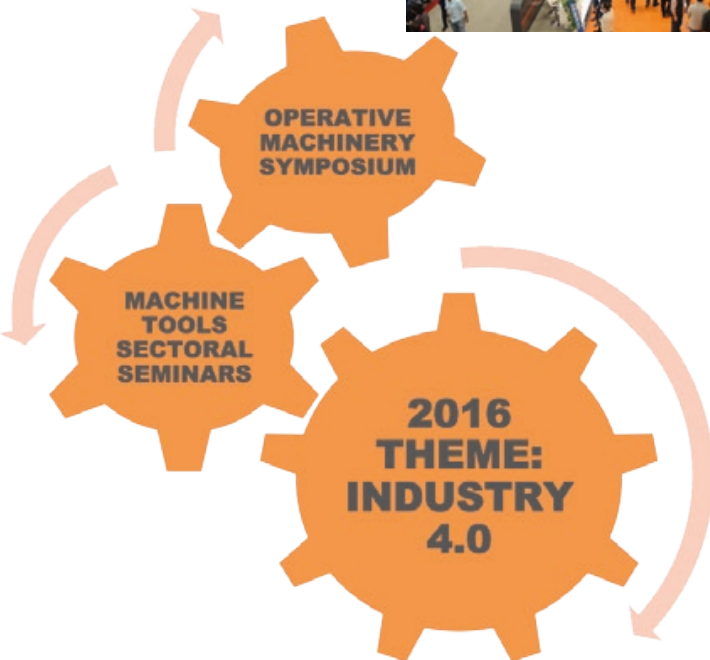 OPERATIVE
MACHINERY
SYMPOSIUM
MACHINE
TOOLS
SECTORAL
SEMINARS
2016
THEME:
INDUSTRY
4.0